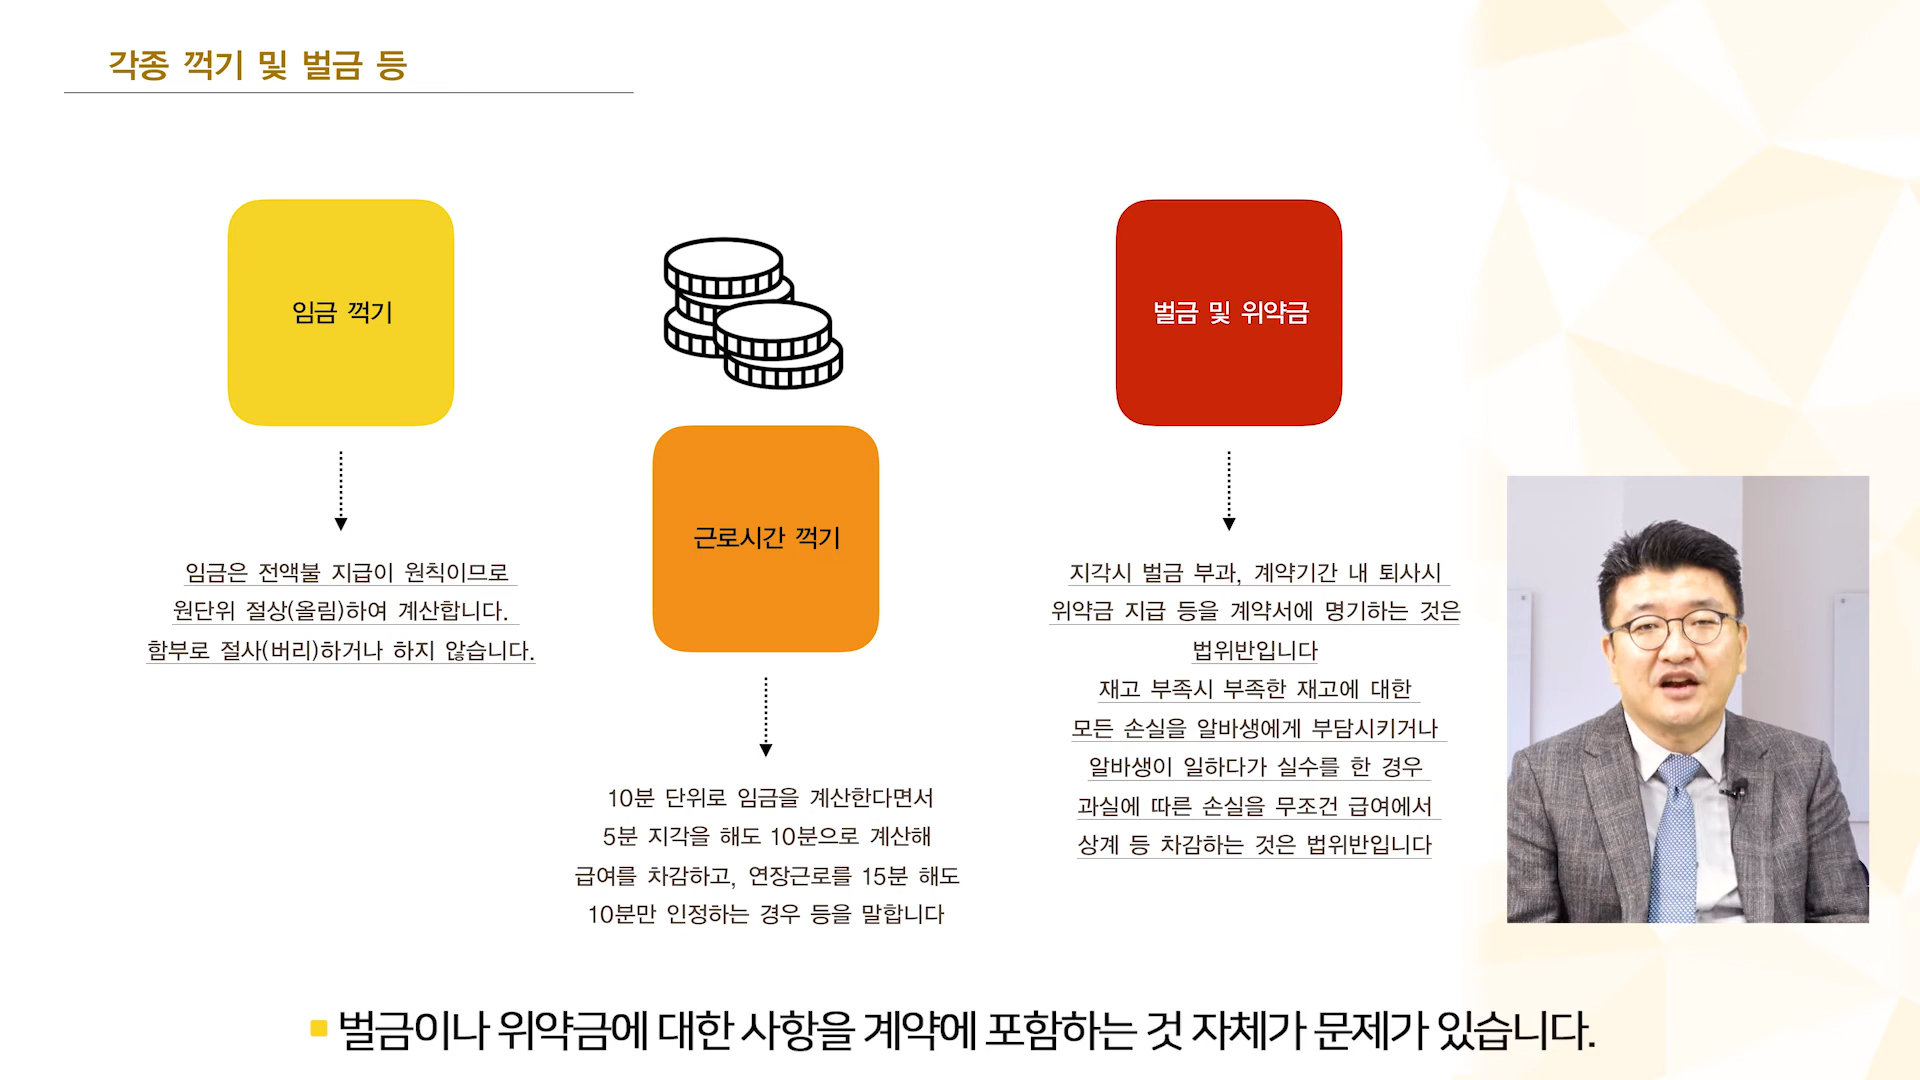 각종 꺽기 및 벌금 등
임금 꺽기
임금은 전액불 지급이 원칙이므로
원단위 절상(올림)하여 계산합니다.
함부로 절사(버리)하거나 하지 않습니다.
근로시간 꺽기
10분 단위로 임금을 계산한다면서
5분 지각을 해도 10분으로 계산해
급여를 차감하고, 연장근로를 15분 해도
10분만 인정하는 경우 등을 말합니다
벌금 및 위약금
지각시 벌금 부과, 계약기간 내 퇴사시
위약금 지급 등을 계약서에 명기하는 것은
법위반입니다
재고 부족시 부족한 재고에 대한
모든 손실을 알바생에게 부담시키거나
알바생이 일하다가 실수를 한 경우
과실에 따른 손실을 무조건 급여에서
상계 등 차감하는 것은 법위반입니다
벌금이나 위약금에 대한 사항을 계약에 포함하는 것 자체가 문제가 있습니다.